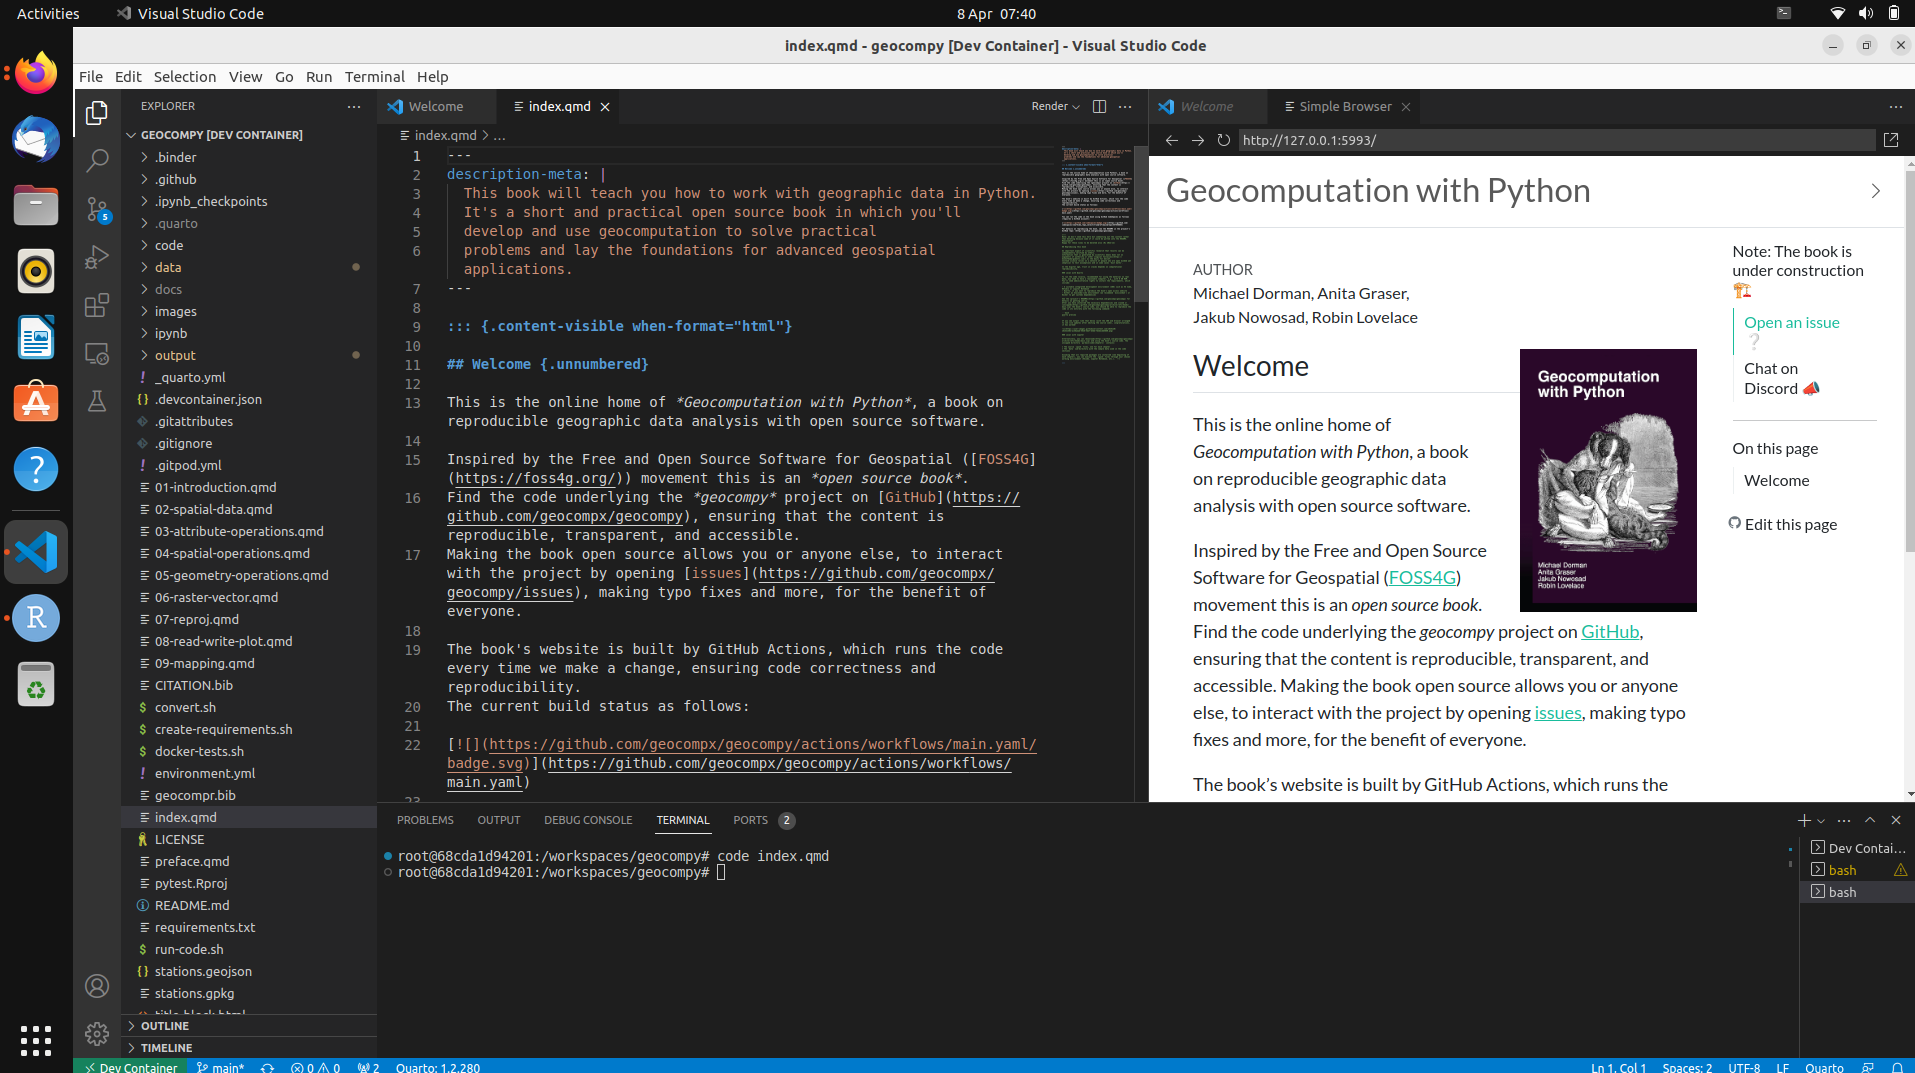 Activities
Visual Studio Code
8 Apr 07:40
index.qmd - geocompy [Dev Container] - Visual Studio Code
File Edit Selection View Go Run Terminal Help
EXPLORER
GEOCOMPY [DEV CONTAINER]
.binder
.github
.ipynb_checkpoints
.quarto
code
data
docs
images
ipynb
output
_quarto.yml
.devcontainer.json
.gitattributes
.gitignore
.gitpod.yml
01-introduction.qmd
02-spatial-data.qmd
03-attribute-operations.qmd
04-spatial-operations.qmd
05-geometry-operations.qmd
06-raster-vector.qmd
07-reproj.qmd
08-read-write-plot.qmd
09-mapping.qmd
CITATION.bib
convert.sh
create-requirements.sh
docker-tests.sh
environment.yml
geocompr.bib
index.qmd
LICENSE
preface.qmd
pytest.Rproj
README.md
requirements.txt
run-code.sh
stations.geojson
stations.gpkg
OUTLINE
TIMELINE
5
Welcome
index.qmd
Render
index.qmd > ...
1 ---
2 description-meta: |
3 This book will teach you how to work with geographic data in Python.
4 It's a short and practical open source book in which you'll
5 develop and use geocomputation to solve practical
6 problems and lay the foundations for advanced geospatial
applications.
7 ---
8
9 ::: {.content-visible when-format="html"}
10
11 ## Welcome {.unnumbered}
12
13 This is the online home of *Geocomputation with Python*, a book on
reproducible geographic data analysis with open source software.
14
15 Inspired by the Free and Open Source Software for Geospatial ([FOSS4G]
(https://foss4g.org/)) movement this is an *open source book*.
16 Find the code underlying the *geocompy* project on [GitHub](https://
github.com/geocompx/geocompy), ensuring that the content is
reproducible, transparent, and accessible.
17 Making the book open source allows you or anyone else, to interact
with the project by opening [issues](https://github.com/geocompx/
geocompy/issues), making typo fixes and more, for the benefit of
everyone.
18
19 The book's website is built by GitHub Actions, which runs the code
every time we make a change, ensuring code correctness and
reproducibility.
20 The current build status as follows:
21
22 [![](https://github.com/geocompx/geocompy/actions/workflows/main.yaml/
badge.svg)](https://github.com/geocompx/geocompy/actions/workflows/
main.yaml)
23
Welcome
Simple Browser
http://127.0.0.1:5993/
Geocomputation with Python
AUTHOR
Michael Dorman, Anita Graser,
Jakub Nowosad, Robin Lovelace
Welcome
This is the online home of
Geocomputation with Python, a book
on reproducible geographic data
analysis with open source software.
Inspired by the Free and Open Source
Software for Geospatial (FOSS4G)
movement this is an open source book.
Find the code underlying the geocompy project on GitHub,
ensuring that the content is reproducible, transparent, and
accessible. Making the book open source allows you or anyone
else, to interact with the project by opening issues, making typo
fixes and more, for the benefit of everyone.
The book’s website is built by GitHub Actions, which runs the
Geocomputation
with Python
Michael Dorman
Anita Graser
Jakub Nowosad
Robin Lovelace
Note: The book is
under construction
🏗️
Open an issue
❔
Chat on
Discord 📣
On this page
Welcome
Edit this page
PROBLEMS OUTPUT DEBUG CONSOLE TERMINAL PORTS 2
root@68cda1d94201:/workspaces/geocompy# code index.qmd
root@68cda1d94201:/workspaces/geocompy#
Dev Contai...
bash
bash
Dev Container main* 0 0 2 Quarto: 1.2.280
Ln 1, Col 1 Spaces: 2 UTF-8 LF Quarto